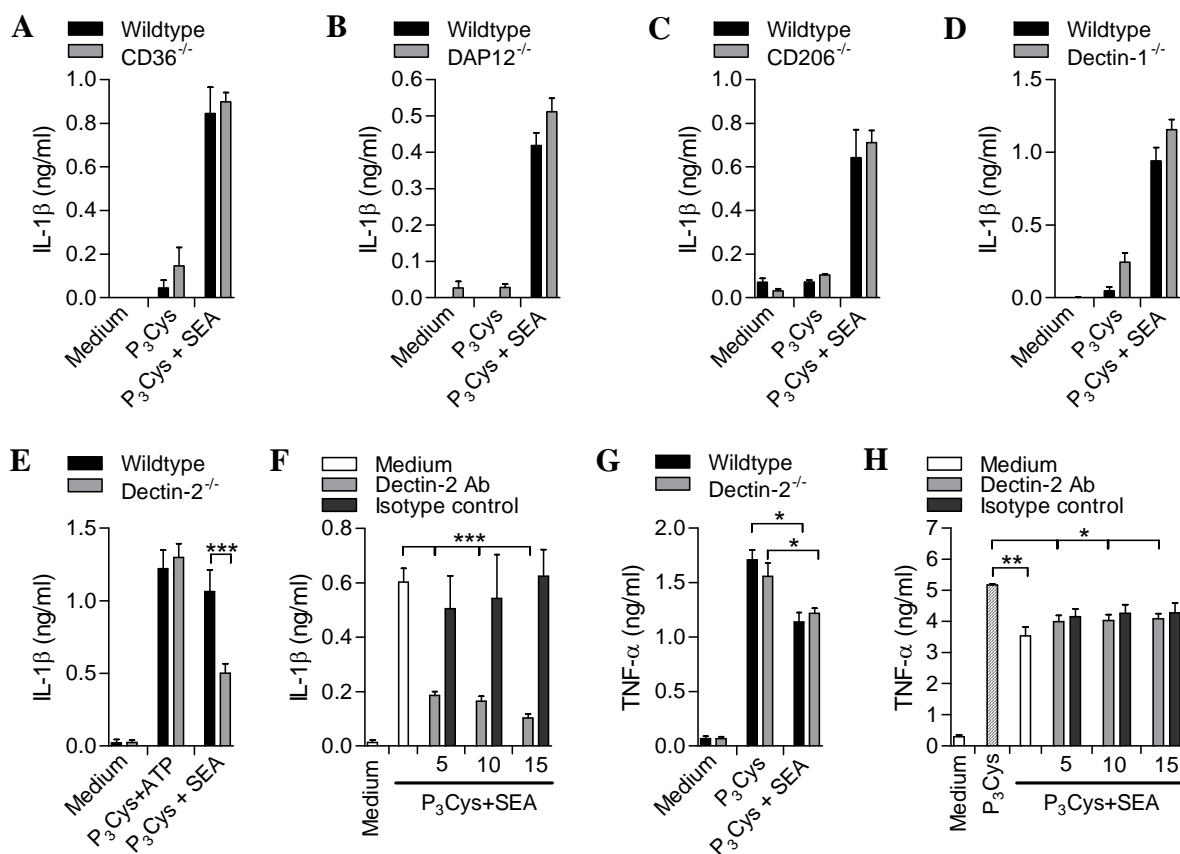 A
Wildtype
CD36-/-
IL-1β (ng/ml)
1.0
0.8
0.6
0.4
0.2
0.0
Medium
P3Cys
P3Cys + SEA
B
Wildtype
DAP12-/-
IL-1β (ng/ml)
0.6
0.5
0.4
0.3
0.2
0.1
0.0
Medium
P3Cys
P3Cys + SEA
C
Wildtype
CD206-/-
IL-1β (ng/ml)
1.0
0.8
0.6
0.4
0.2
0.0
Medium
P3Cys
P3Cys + SEA
D
Wildtype
Dectin-1-/-
IL-1β (ng/ml)
1.5
1.0
0.5
0.0
Medium
P3Cys
P3Cys + SEA
E
Wildtype
Dectin-2-/-
IL-1β (ng/ml)
1.5
1.0
0.5
0.0
***
Medium
P3Cys+ATP
P3Cys + SEA
F
Medium
Dectin-2 Ab
Isotype control
IL-1β (ng/ml)
0.8
0.6
0.4
0.2
0.0
***
Medium
5 10 15
P3Cys+SEA
G
Wildtype
Dectin-2-/-
TNF-α (ng/ml)
2.0
1.5
1.0
0.5
0.0
*
*
Medium
P3Cys
P3Cys + SEA
H
Medium
Dectin-2 Ab
Isotype control
TNF-α (ng/ml)
7
6
5
4
3
2
1
0
*
**
Medium
P3Cys
5 10 15
P3Cys+SEA